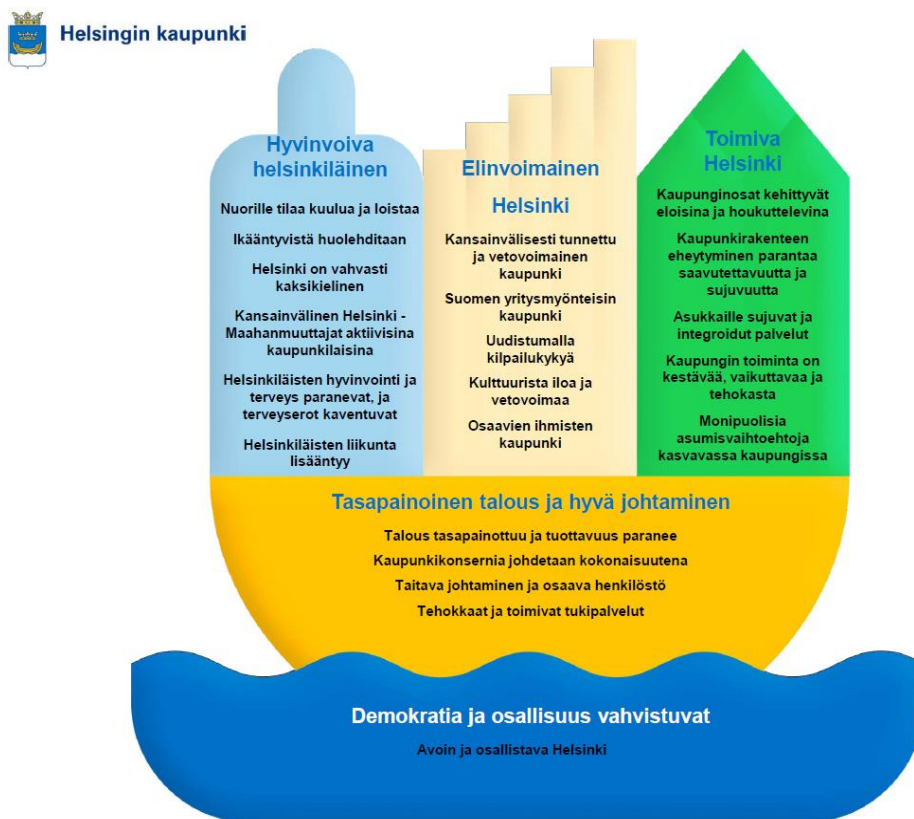 Helsingin kaupunki
Hyvinvoiva
helsinkiläinen
Nuorille tilaa kuulua ja loistaa
Ikääntyvistä huolehditaan
Helsinki on vahvasti
kaksikielinen
Kansainvälinen Helsinki -
Maahanmuuttajat aktiivisina
kaupunkilaisina
Helsinkiläisten hyvinvointi ja
terveys paranevat, ja
terveyserot kaventuvat
Helsinkiläisten liikunta
lisääntyy
Elinvoimainen
Helsinki
Kansainvälisesti tunnettu
ja vetovoimainen
kaupunki
Suomen yritysmyönteisin
kaupunki
Uudistumalla
kilpailukykyä
Kulttuurista iloa ja
vetovoimaa
Osaavien ihmisten
kaupunki
Toimiva
Helsinki
Kaupunginosat kehittyvät
eloisina ja houkuttelevina
Kaupunkirakenteen
eheytyminen parantaa
saavutettavuutta ja
sujuvuutta
Asukkaille sujuvat ja
integroidut palvelut
Kaupungin toiminta on
kestävää, vaikuttavaa ja
tehokasta
Monipuolisia
asumisvaihtoehtoja
kasvavassa kaupungissa
Tasapainoinen talous ja hyvä johtaminen
Talous tasapainottuu ja tuottavuus paranee
Kaupunkikonsernia johdetaan kokonaisuutena
Taitava johtaminen ja osaava henkilöstö
Tehokkaat ja toimivat tukipalvelut
Demokratia ja osallisuus vahvistuvat
Avoin ja osallistava Helsinki